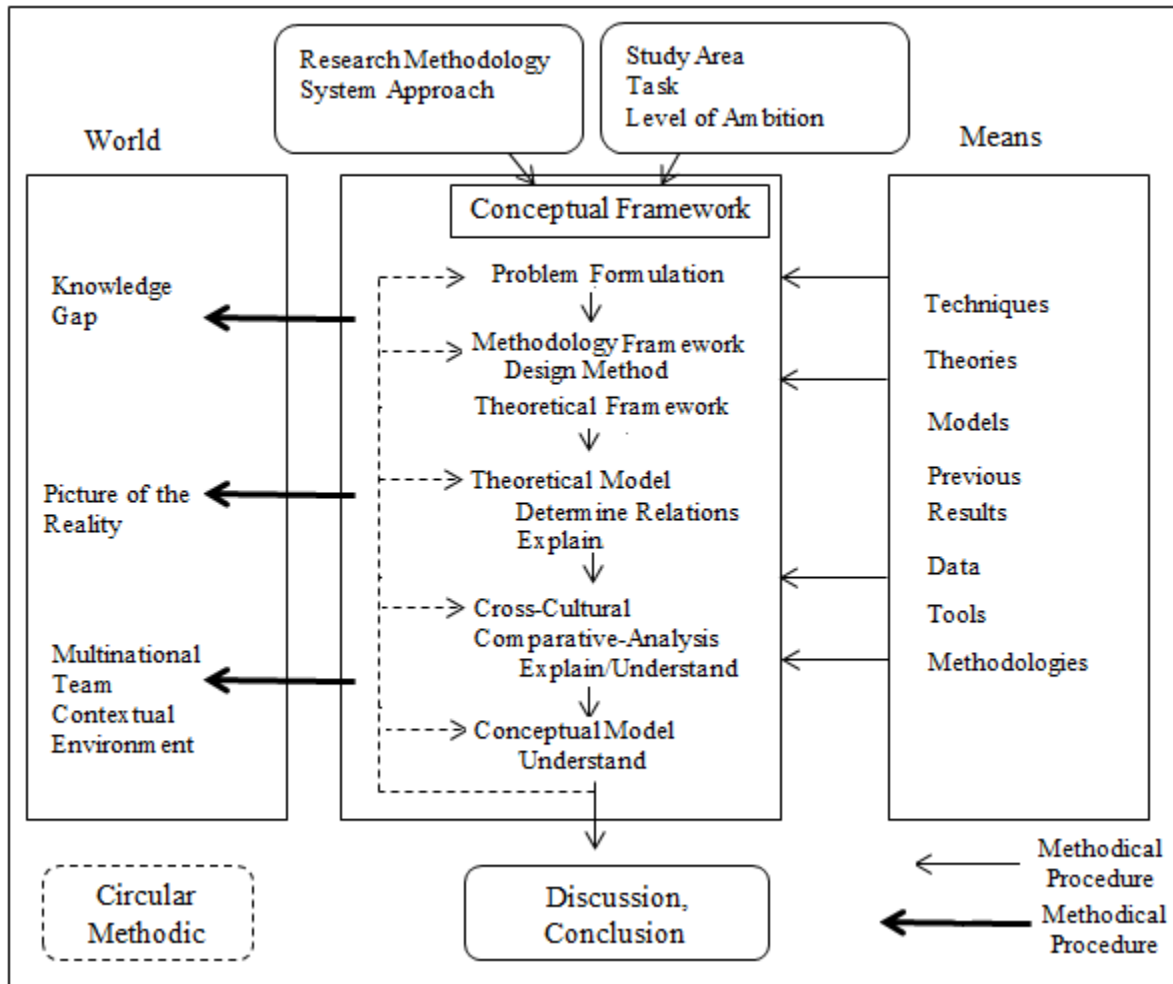 Research Methodology
System Approach
Study Area
Task
Level of Ambition
World
Means
Conceptual Framework
Knowledge
Gap
Picture of the
Reality
Multinational
Team
Contextual
Environment
Problem Formulation
Methodology Framework
Design Method
Theoretical Framework
Theoretical Model
Determine Relations
Explain
Cross-Cultural
Comparative-Analysis
Explain/Understand
Conceptual Model
Understand
Techniques
Theories
Models
Previous
Results
Data
Tools
Methodologies
Circular
Methodic
Discussion,
Conclusion
Methodical
Procedure
Methodical
Procedure